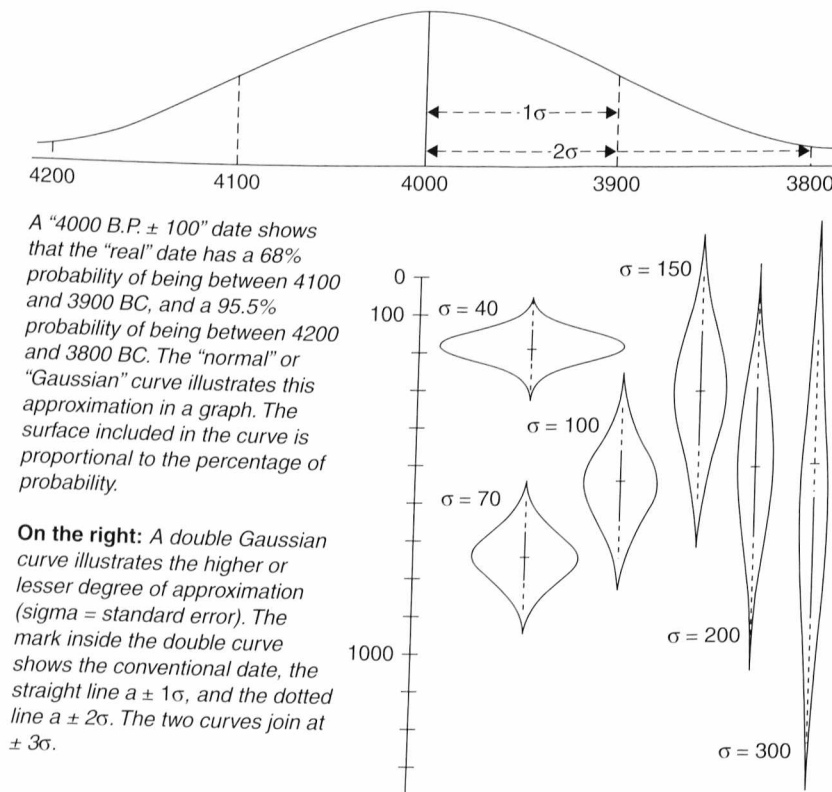 1σ
2σ
4200 4100 4000 3900 3800
A “4000 B.P. ± 100” date shows
that the “real” date has a 68%
probability of being between 4100
and 3900 BC, and a 95.5%
probability of being between 4200
and 3800 BC. The “normal” or
“Gaussian” curve illustrates this
approximation in a graph. The
surface included in the curve is
proportional to the percentage of
probability.
On the right: A double Gaussian
curve illustrates the higher or
lesser degree of approximation
(sigma = standard error). The
mark inside the double curve
shows the conventional date, the
straight line a ± 1σ, and the dotted
line a ± 2σ. The two curves join at
± 3σ.
0
100
1000
σ = 40
σ = 150
σ = 100
σ = 70
σ = 200
σ = 300